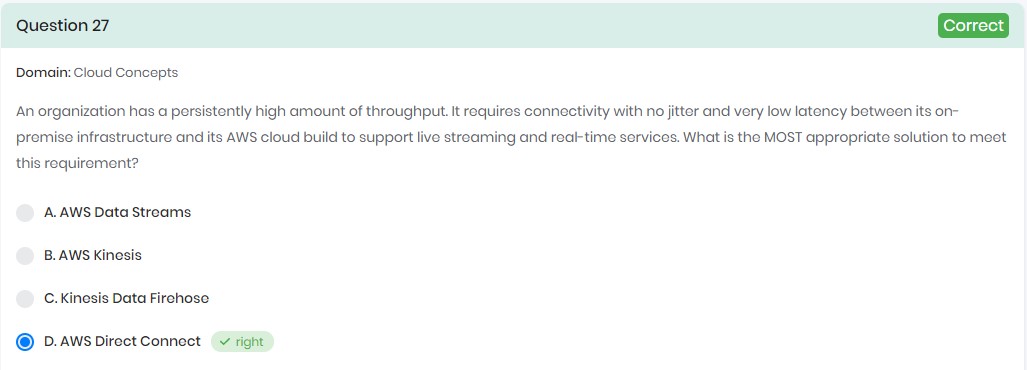 Question 27
Correct
Domain: Cloud Concepts
An organization has a persistently high amount of throughput. It requires connectivity with no jitter and very low latency between its on-
premise infrastructure and its AWS cloud build to support live streaming and real-time services. What is the MOST appropriate solution to meet
this requirement?
A. AWS Data Streams
B. AWS Kinesis
C. Kinesis Data Firehose
D. AWS Direct Connect
right